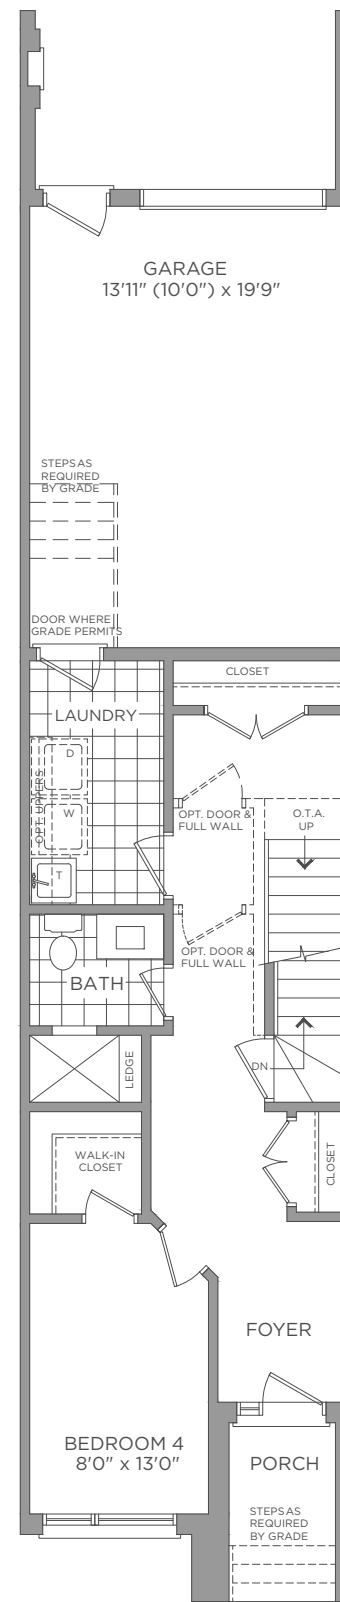 GARAGE
13'11" (10'0") x 19'9"
STEPS AS
REQUIRED
BY GRADE
DOOR WHERE
GRADE PERMITS
CLOSET
LAUNDRY
D
OPT. UPPERS
W
OPT. DOOR &
FULL WALL
O.T.A.
UP
T
OPT. DOOR &
FULL WALL
BATH
DN
LEDGE
WALK-IN
CLOSET
CLOSET
FOYER
BEDROOM 4
8'0" x 13'0"
PORCH
STEPS AS
REQUIRED
BY GRADE